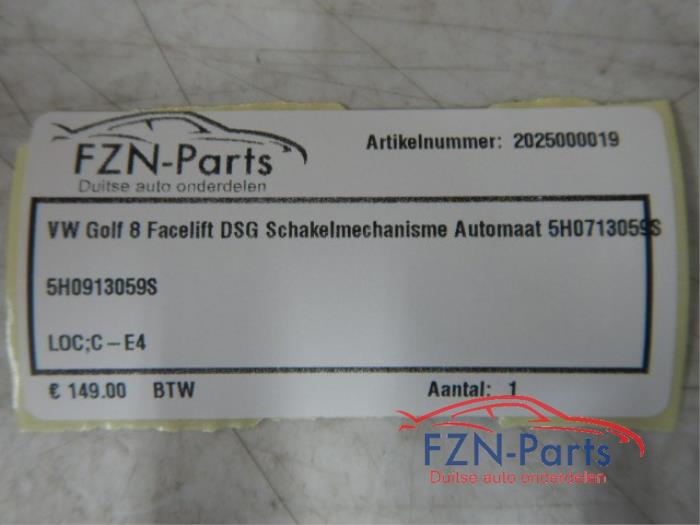 FZN-Parts
Duitse auto onderdelen
Artikelnummer: 2025000019
VW Golf 8 Facelift DSG Schakelmechanisme Automaat 5H0713059S
5H0913059S
LOC;C-E4
€ 149.00 BTW Aantal: 1
FZN-Parts
Duitse auto onderdelen